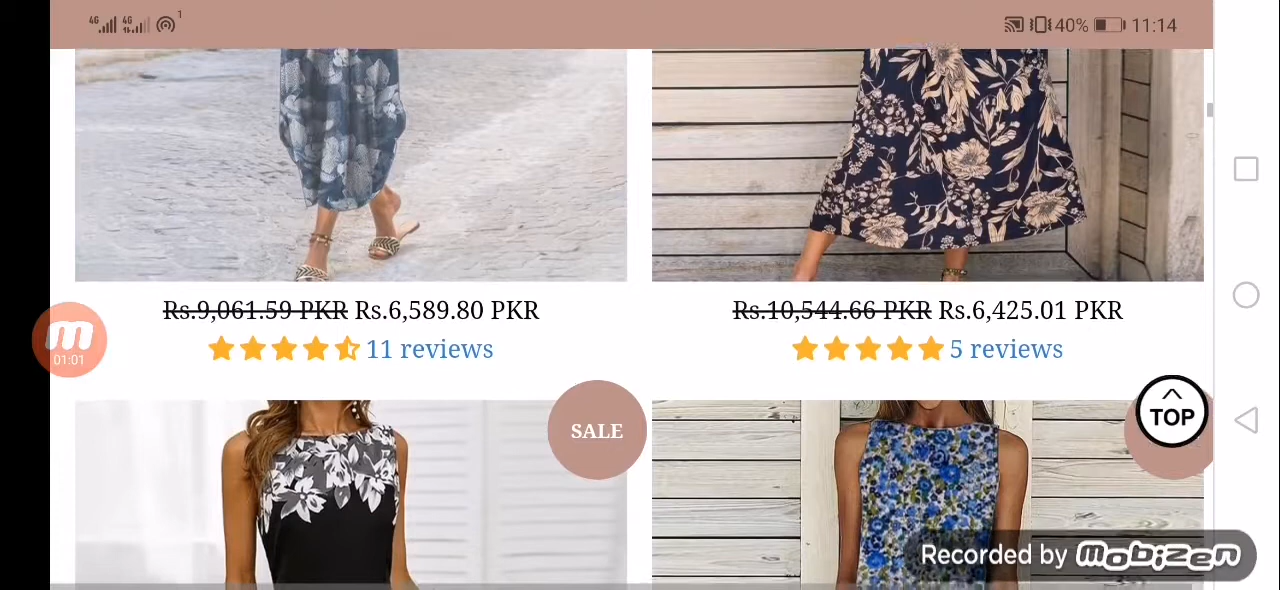 4G 4G 1 40% 11:14
Rs.9,061.59 PKR Rs.6,589.80 PKR
Rs.10,544.66 PKR Rs.6,425.01 PKR
m
01:01
11 reviews
5 reviews
SALE
TOP
Recorded by mobizen